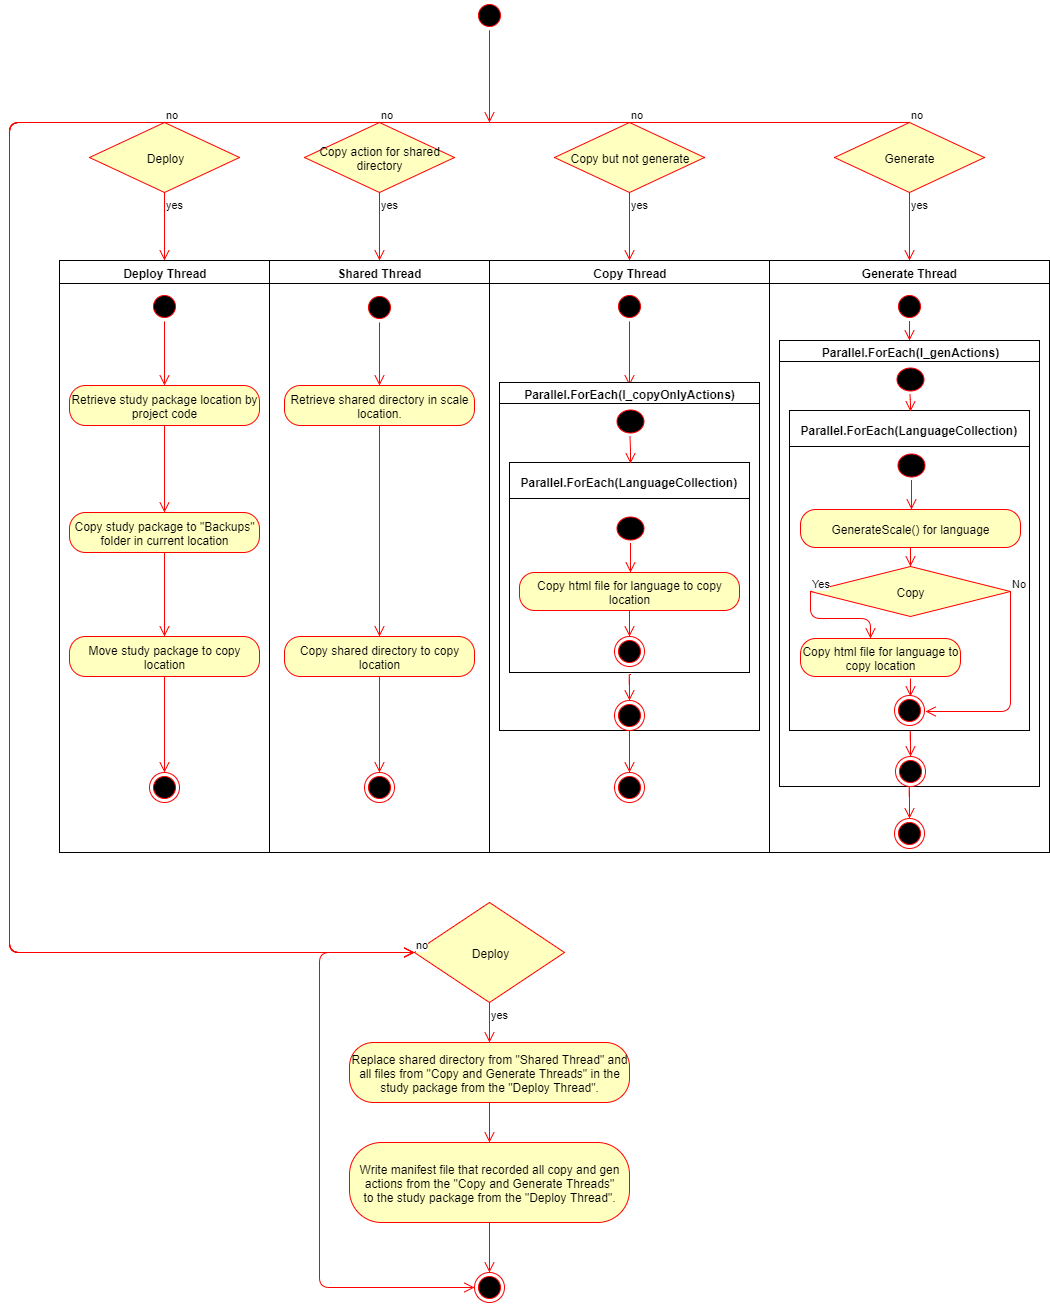 no
no
no
no
Deploy
Copy action for shared
directory
Copy but not generate
Generate
yes
yes
yes
yes
Deploy Thread
Shared Thread
Copy Thread
Generate Thread
Retrieve study package location by
project code
Copy study package to "Backups"
folder in current location
Move study package to copy
location
Retrieve shared directory in scale
location.
Copy shared directory to copy
location
Parallel.ForEach(l_copyOnlyActions)
Parallel.ForEach(LanguageCollection)
Copy html file for language to copy
location
Parallel.ForEach(l_genActions)
Parallel.ForEach(LanguageCollection)
GenerateScale() for language
Yes
No
Copy
Copy html file for language to
copy location
no
Deploy
yes
Replace shared directory from "Shared Thread" and
all files from "Copy and Generate Threads" in the
study package from the "Deploy Thread".
Write manifest file that recorded all copy and gen
actions from the "Copy and Generate Threads"
to the study package from the "Deploy Thread".